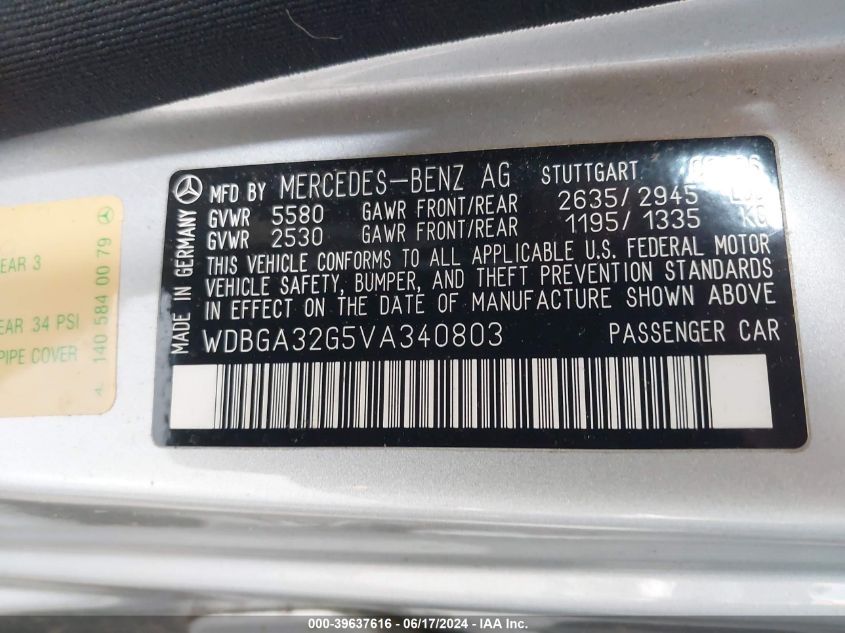 MFD BY MERCEDES-BENZ AG STUTTGART
GVWR 5580 GAWR FRONT/REAR 2635/2945 LBS
GVWR 2530 GAWR FRONT/REAR 1195/1335 KG
THIS VEHICLE CONFORMS TO ALL APPLICABLE U.S. FEDERAL MOTOR
VEHICLE SAFETY, BUMPER, AND THEFT PREVENTION STANDARDS
IN EFFECT ON THE DATE OF MANUFACTURE SHOWN ABOVE
WDBGA32G5VA340803 PASSENGER CAR
MADE IN GERMANY
EAR 3
EAR 34 PSI
PIPE COVER
A 140 584 00 79
000-39637616 - 06/17/2024 - IAA Inc.